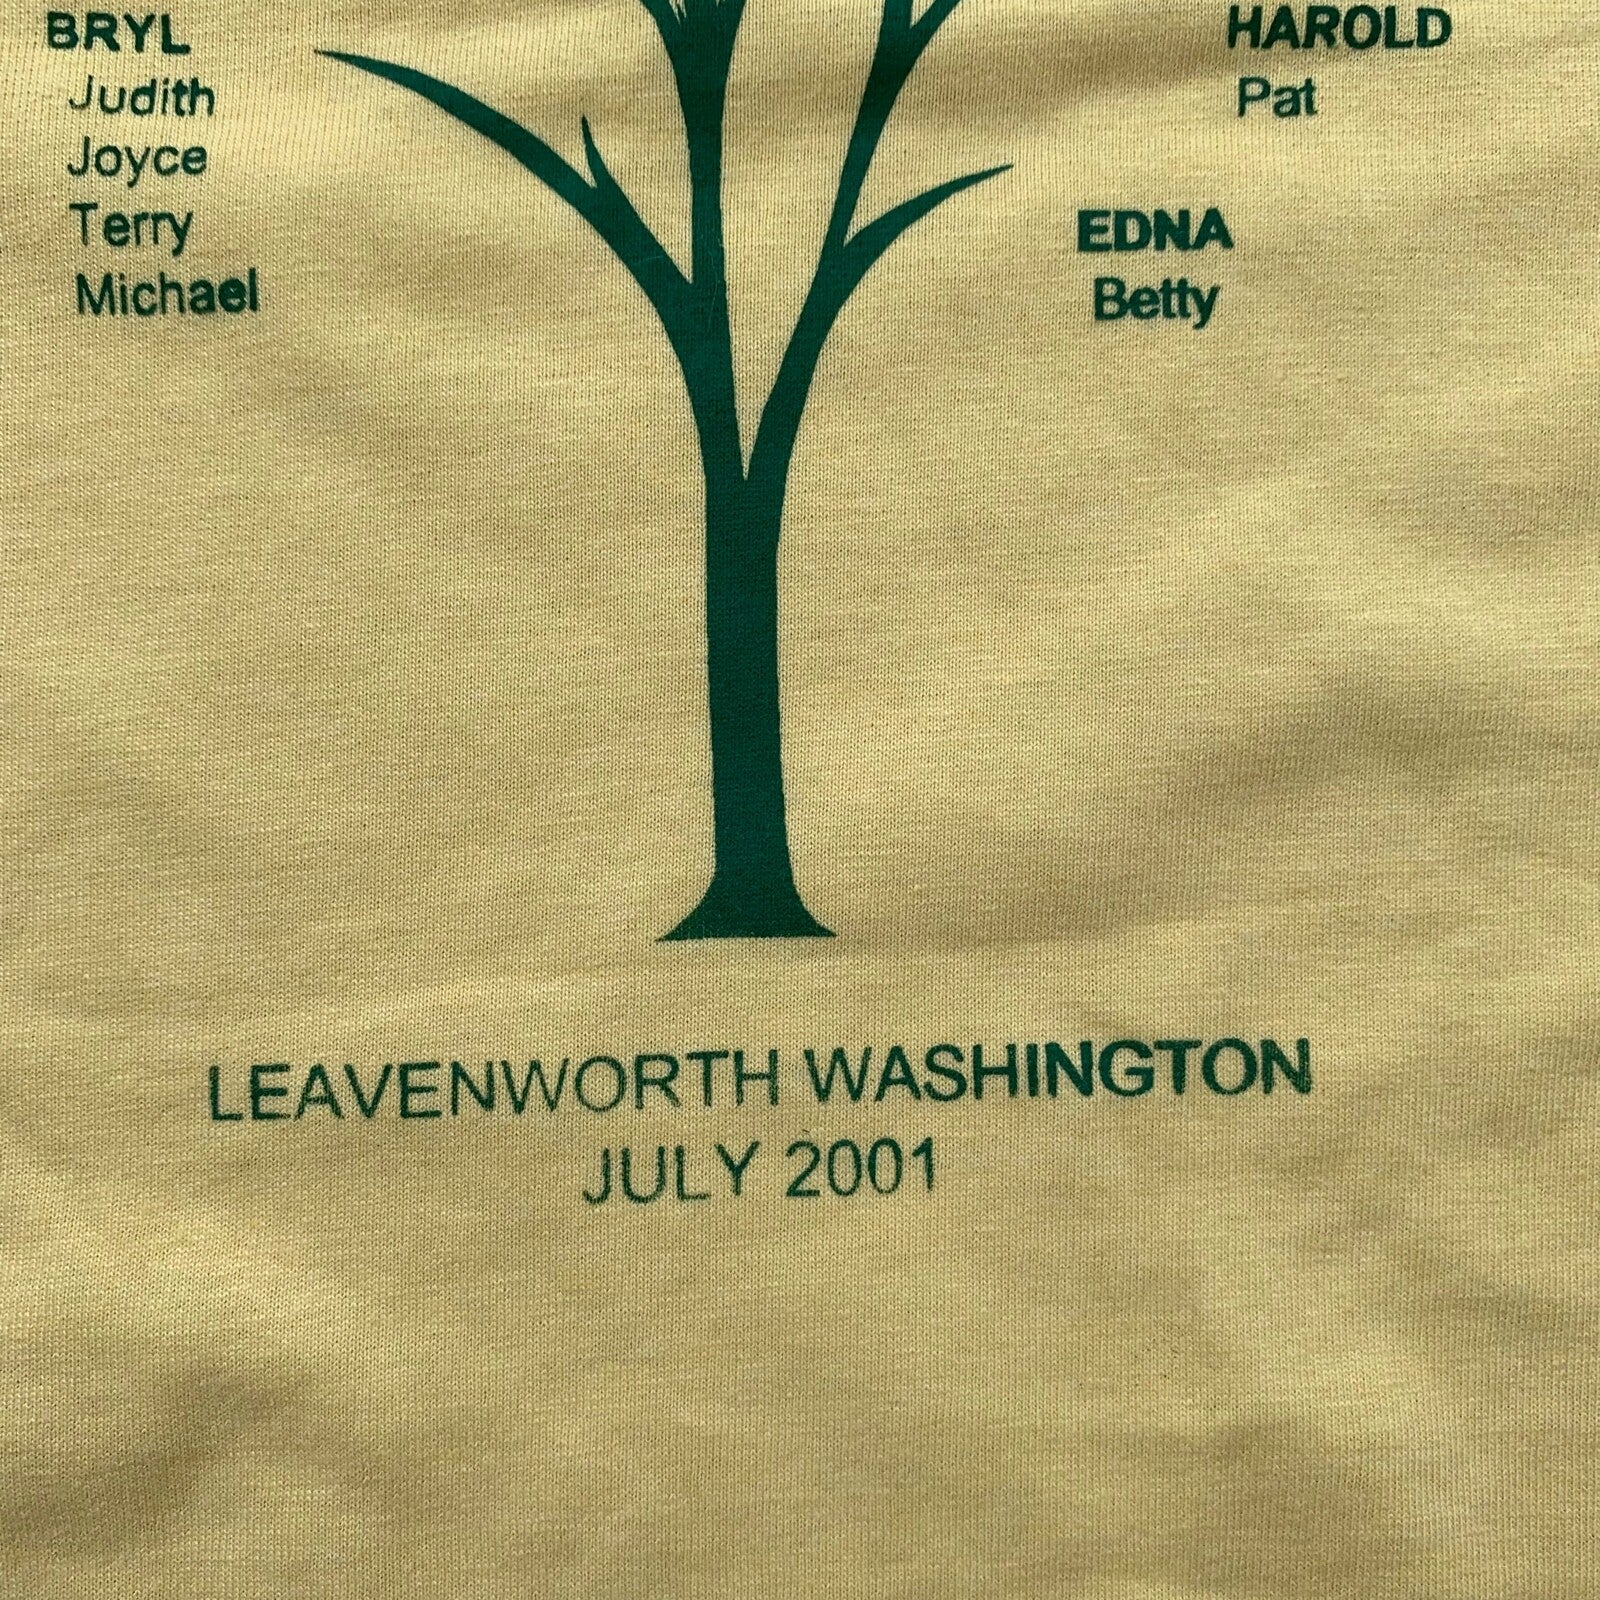 BRYL
Judith
Joyce
Terry
Michael
HAROLD
Pat
EDNA
Betty
LEAVENWORTH WASHINGTON
JULY 2001